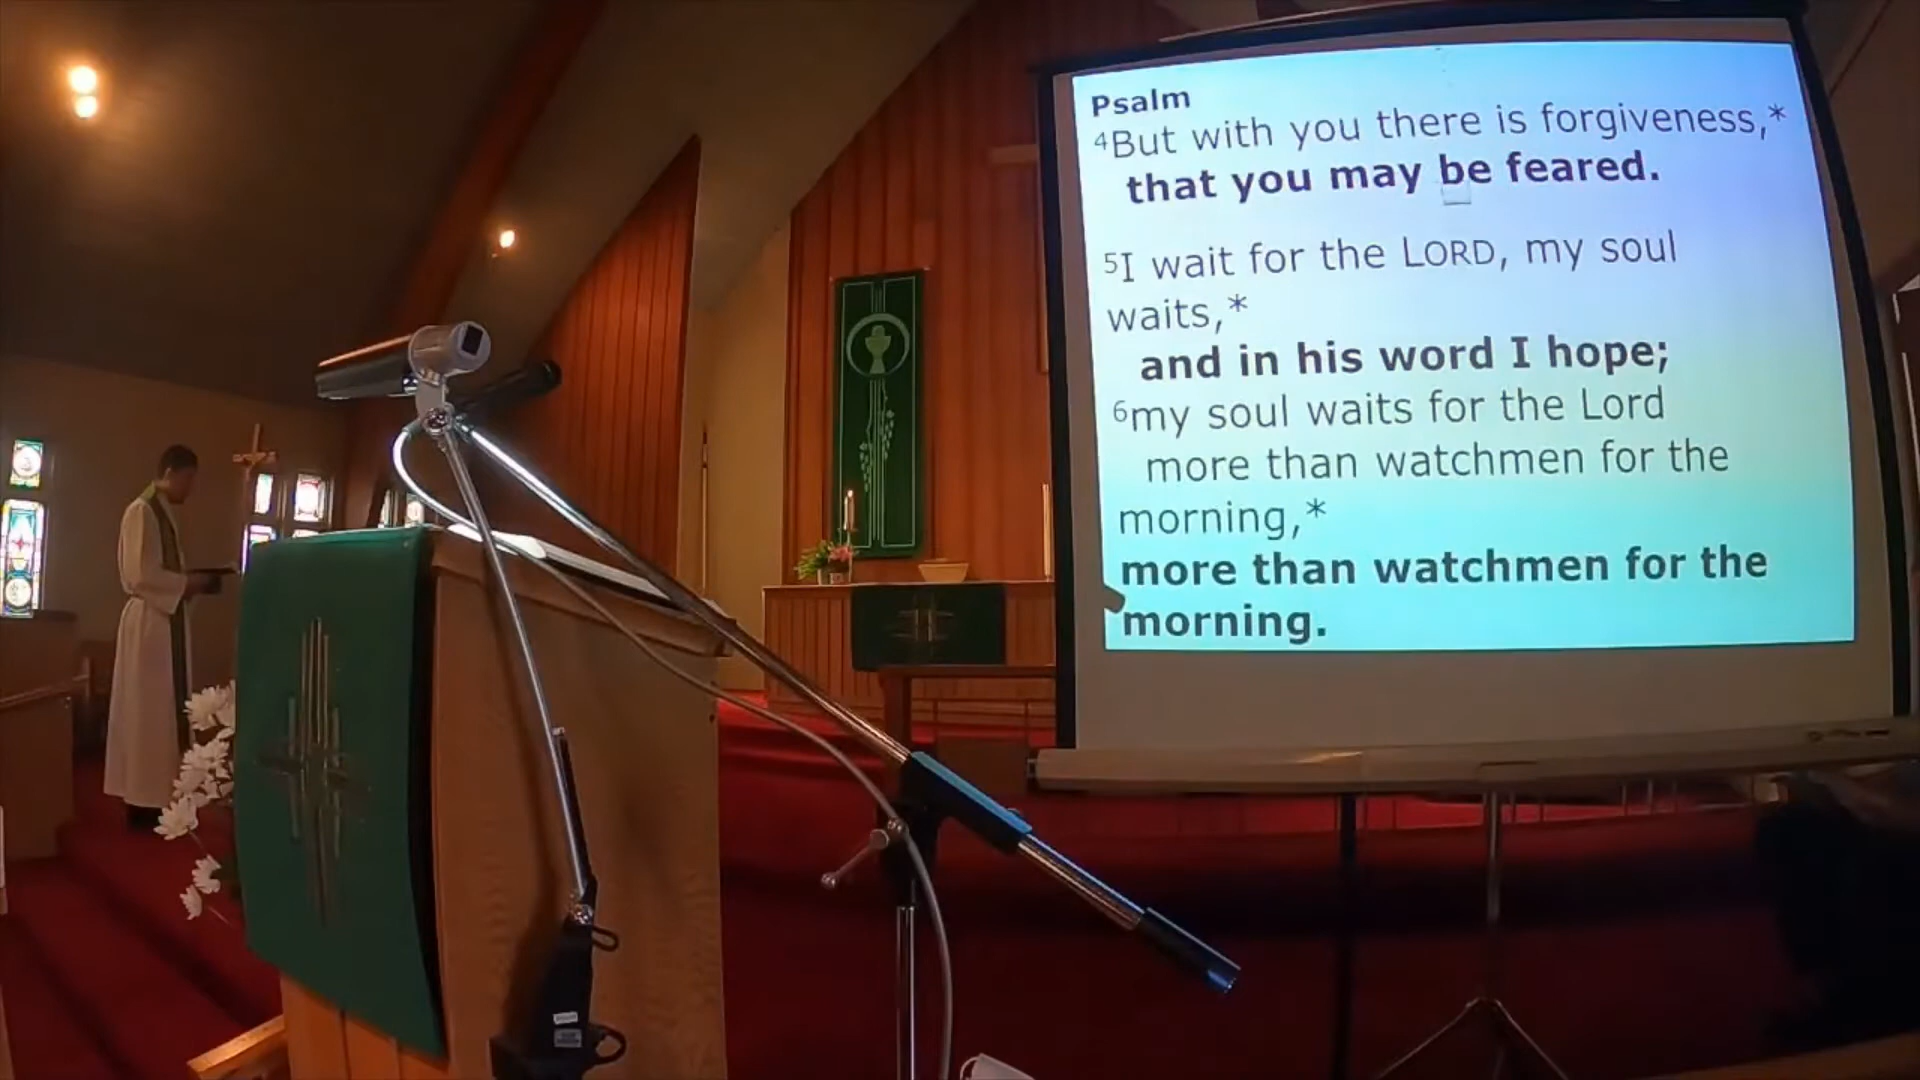 Psalm
4But with you there is forgiveness,*
that you may be feared.
5I wait for the LORD, my soul
waits,*
and in his word I hope;
6my soul waits for the Lord
more than watchmen for the
morning,*
more than watchmen for the
morning.